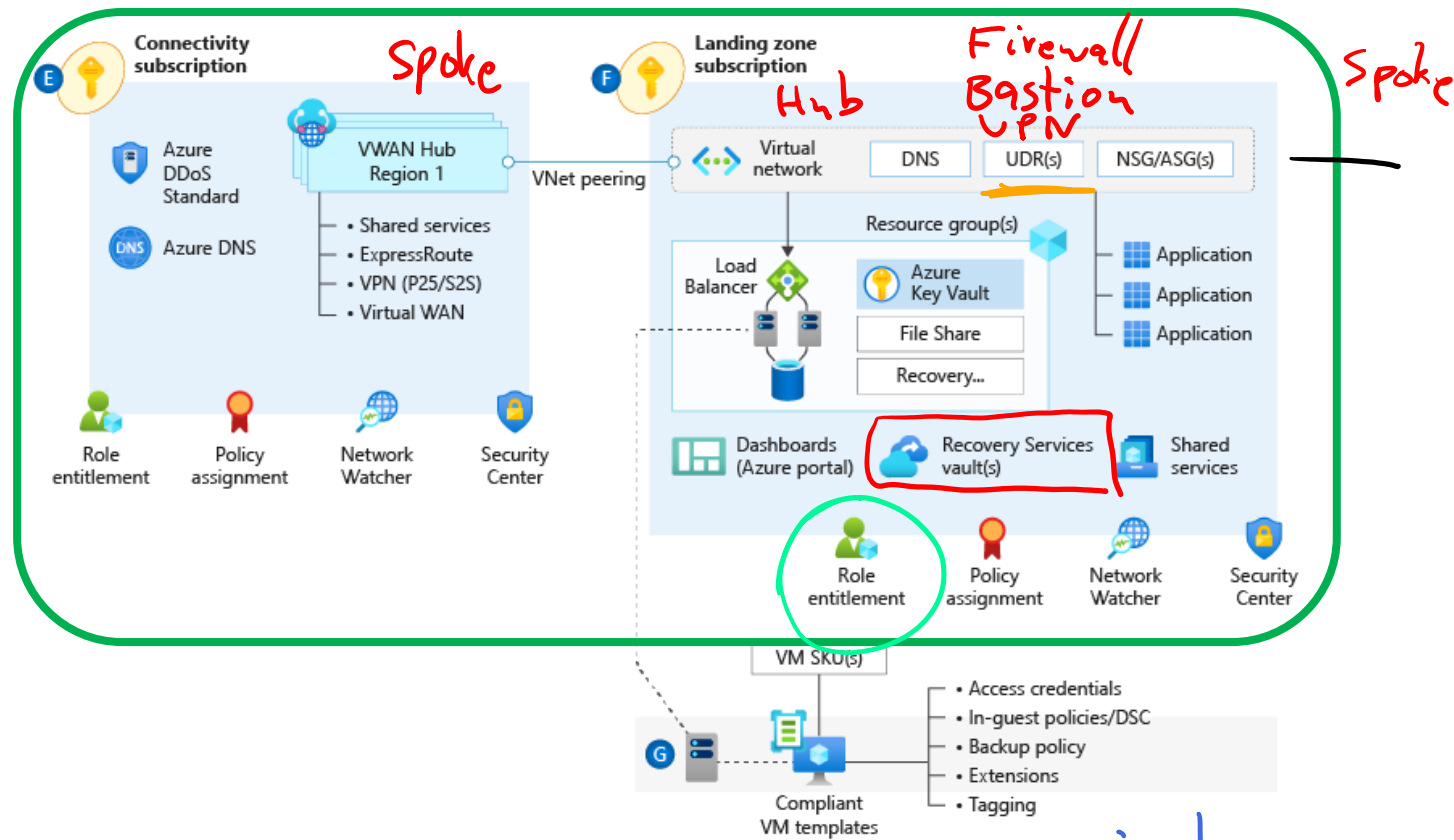 Connectivity
subscription
E
Spoke
Azure
DDoS
Standard
DNS
Azure DNS
VWAN Hub
Region 1
• Shared services
• ExpressRoute
• VPN (P25/S2S)
• Virtual WAN
VNet peering
Role
entitlement
Policy
assignment
Network
Watcher
Security
Center
Landing zone
subscription
F
Hub
Firewall
Bastion
VPN
Spoke
Virtual
network
DNS
UDR(s)
NSG/ASG(s)
Resource group(s)
Load
Balancer
Azure
Key Vault
File Share
Recovery...
Application
Application
Application
Dashboards
(Azure portal)
Recovery Services
vault(s)
Shared
services
Role
entitlement
Policy
assignment
Network
Watcher
Security
Center
VM SKU(s)
G
Compliant
VM templates
• Access credentials
• In-guest policies/DSC
• Backup policy
• Extensions
• Tagging